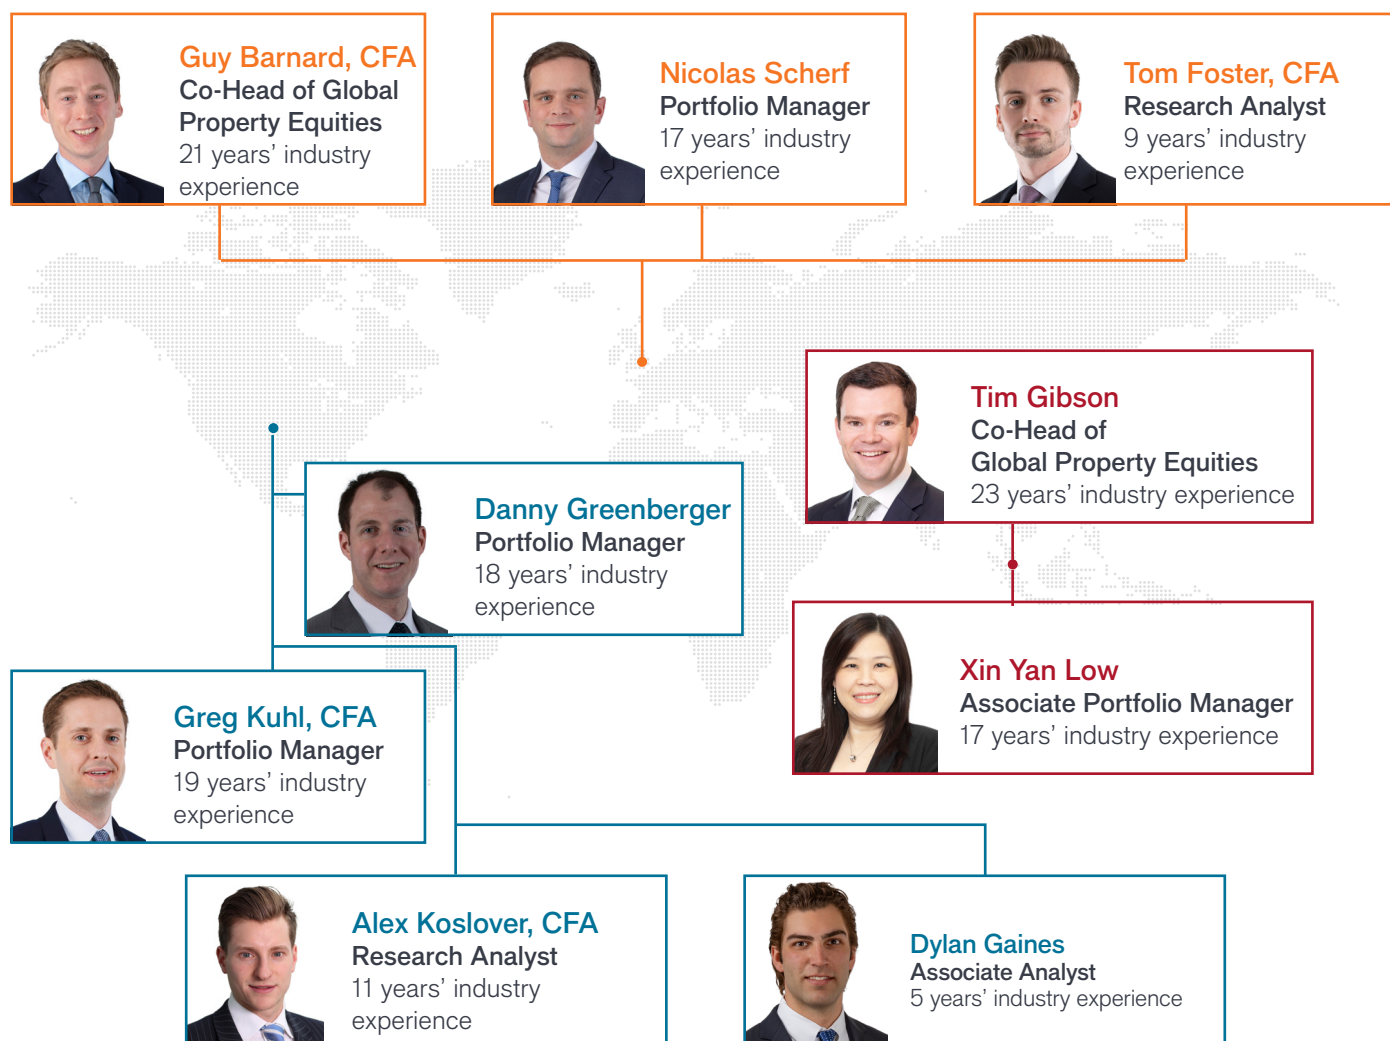 Guy Barnard, CFA
Co-Head of Global
Property Equities
21 years’ industry
experience
Nicolas Scherf
Portfolio Manager
17 years’ industry
experience
Tom Foster, CFA
Research Analyst
9 years’ industry
experience
Tim Gibson
Co-Head of
Global Property Equities
23 years’ industry experience
Danny Greenberger
Portfolio Manager
18 years’ industry
experience
Xin Yan Low
Associate Portfolio Manager
17 years’ industry experience
Greg Kuhl, CFA
Portfolio Manager
19 years’ industry
experience
Alex Koslover, CFA
Research Analyst
11 years’ industry
experience
Dylan Gaines
Associate Analyst
5 years’ industry experience